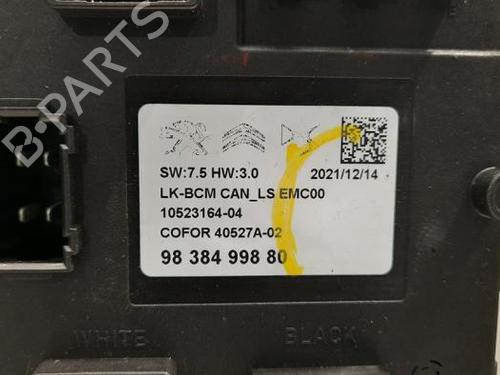 B-PARTS
SW:7.5 HW:3.0 2021/12/14
LK-BCM CAN_LS EMC00
10523164-04
COFOR 40527A-02
98 384 998 80
WHITE
BLACK